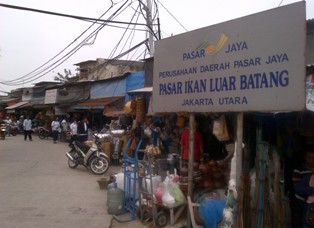 PASAR JAYA
PERUSAHAAN DAERAH PASAR JAYA
PASAR IKAN LUAR BATANG
JAKARTA UTARA